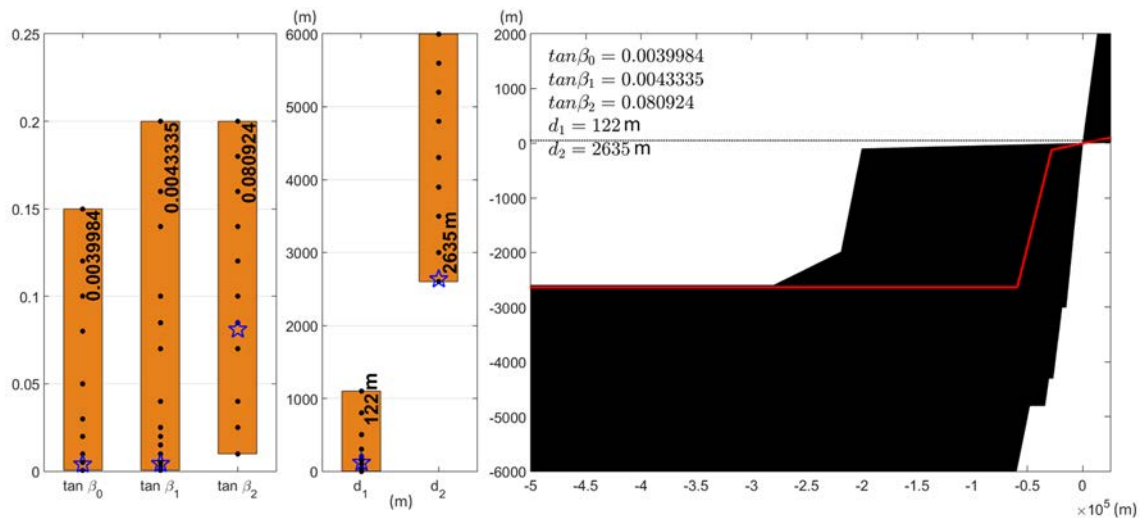 (m)
(m)
0.25
0.2
0.15
0.1
0.05
0
0.0039984
0.0043335
0.080924
tan β0
tan β1
tan β2
6000
5000
4000
3000
2000
1000
0
122 m
2635 m
d1
d2
(m)
2000
1000
0
-1000
-2000
-3000
-4000
-5000
-6000
tanβ0 = 0.0039984
tanβ1 = 0.0043335
tanβ2 = 0.080924
d1 = 122 m
d2 = 2635 m
-5 -4.5 -4 -3.5 -3 -2.5 -2 -1.5 -1 -0.5 0
×10^5 (m)